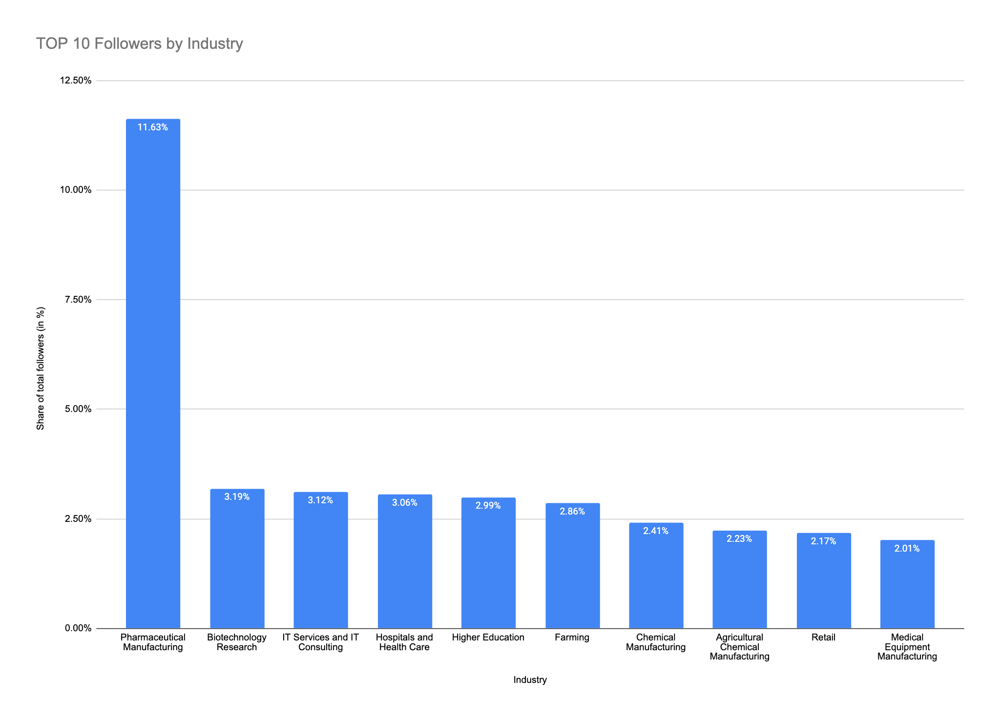 TOP 10 Followers by Industry
12.50%
10.00%
7.50%
5.00%
2.50%
0.00%
Share of total followers (in %)
11.63%
3.19%
3.12%
3.06%
2.99%
2.86%
2.41%
2.23%
2.17%
2.01%
Pharmaceutical
Manufacturing
Biotechnology
Research
IT Services and IT
Consulting
Hospitals and
Health Care
Higher Education
Farming
Chemical
Manufacturing
Agricultural
Chemical
Manufacturing
Retail
Medical
Equipment
Manufacturing
Industry